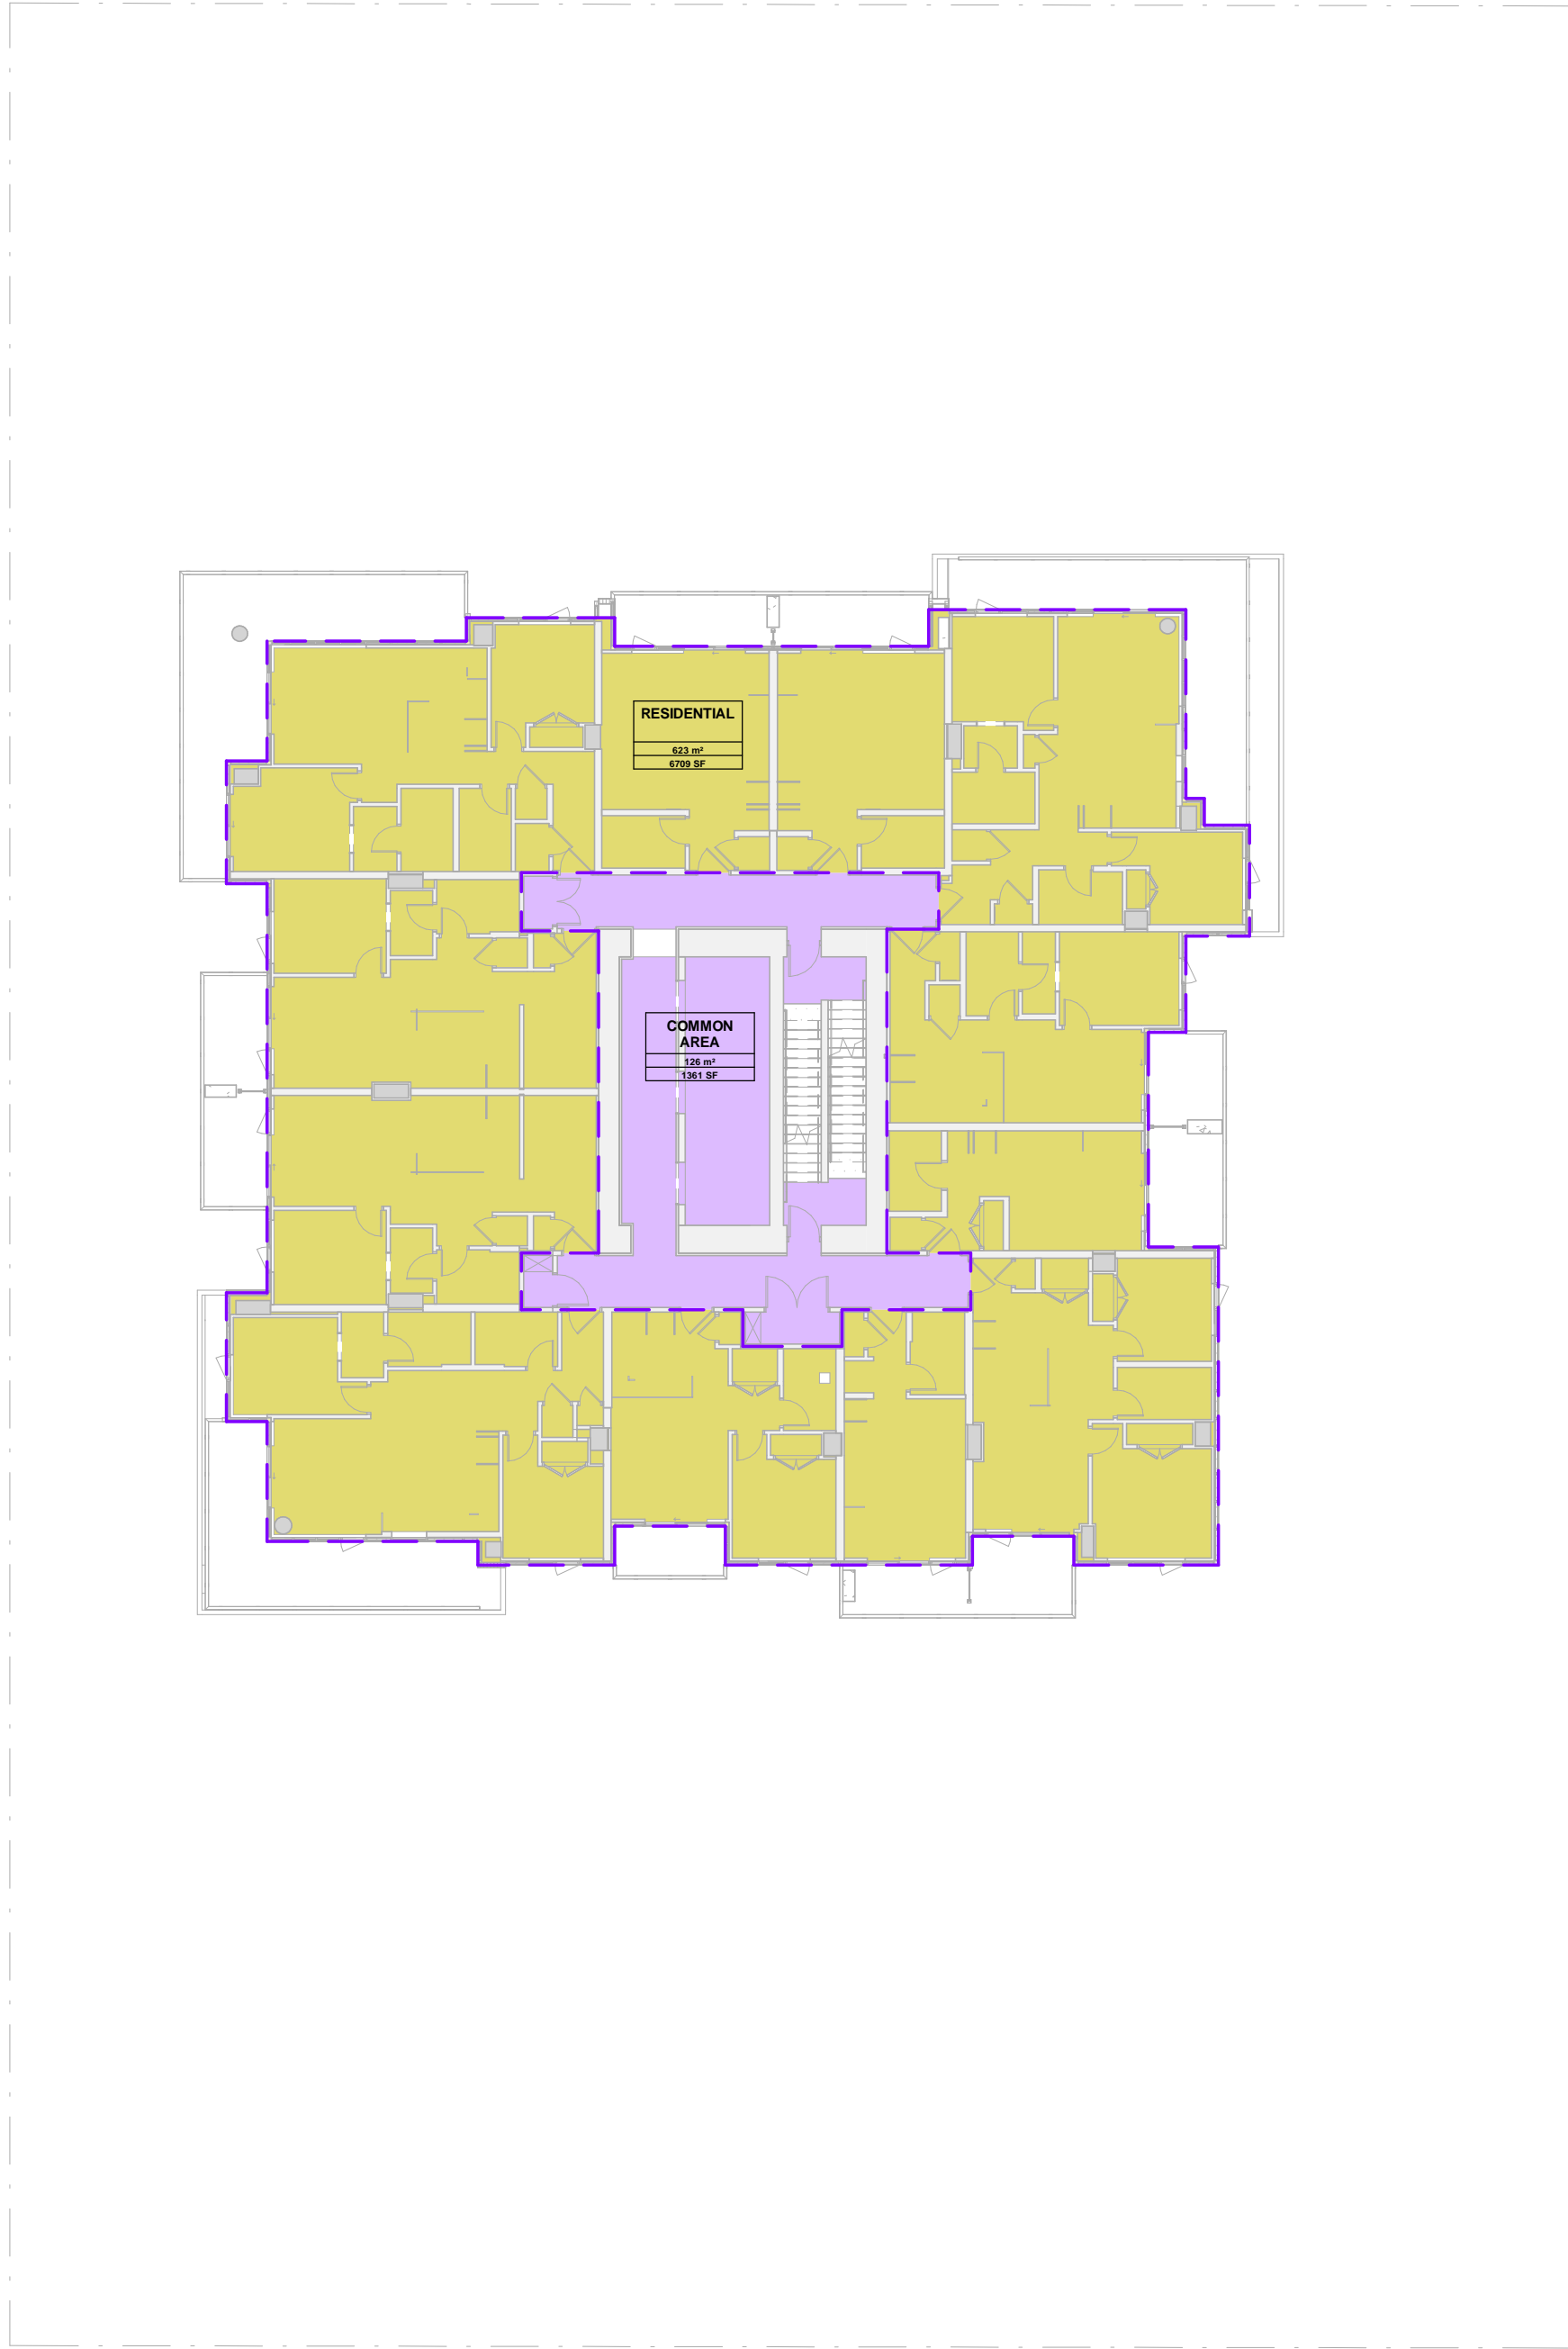 RESIDENTIAL
623 m²
6709 SF
COMMON
AREA
126 m²
1361 SF